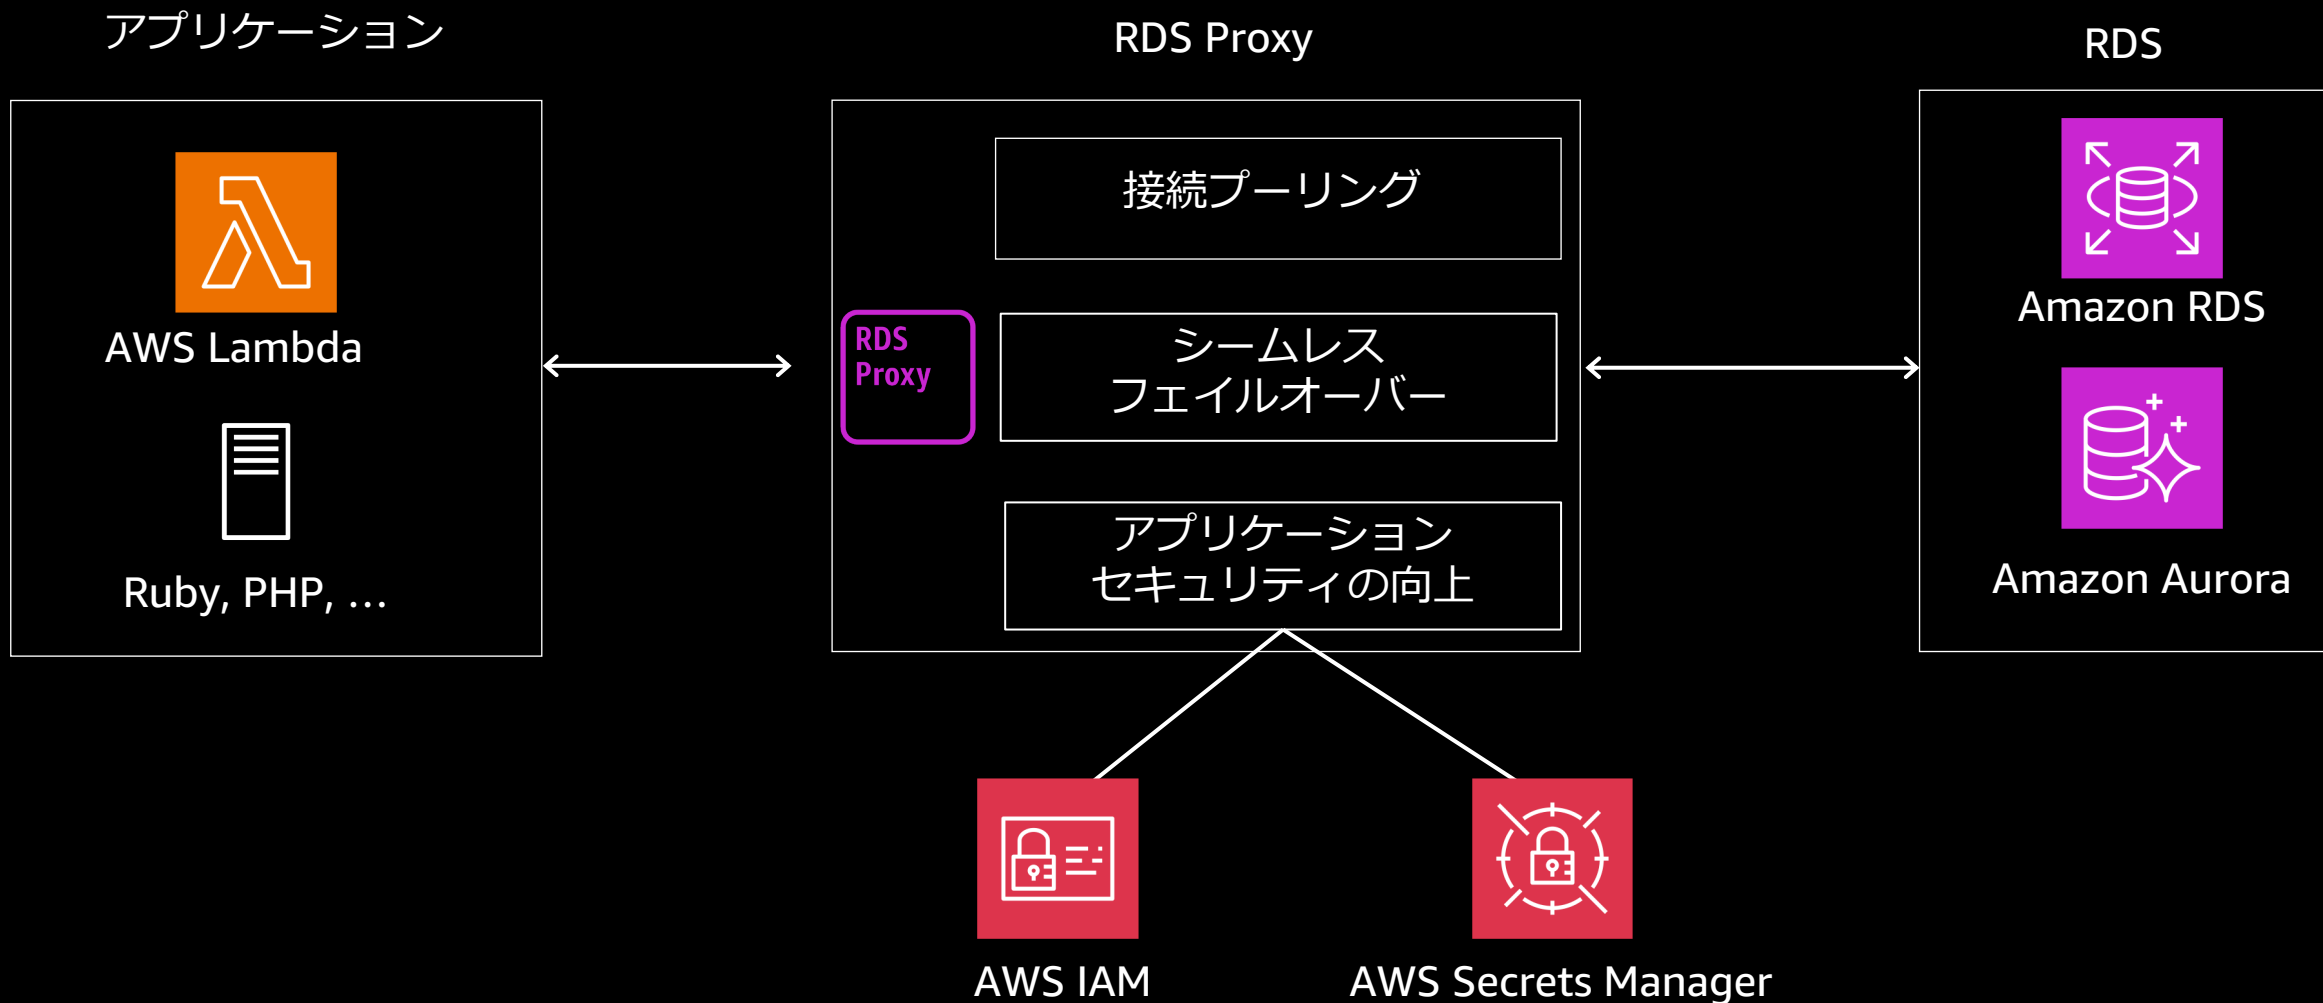 アプリケーション
AWS Lambda
Ruby, PHP, …
RDS Proxy
接続プーリング
RDS
Proxy
シームレス
フェイルオーバー
アプリケーション
セキュリティの向上
AWS IAM
AWS Secrets Manager
RDS
Amazon RDS
Amazon Aurora